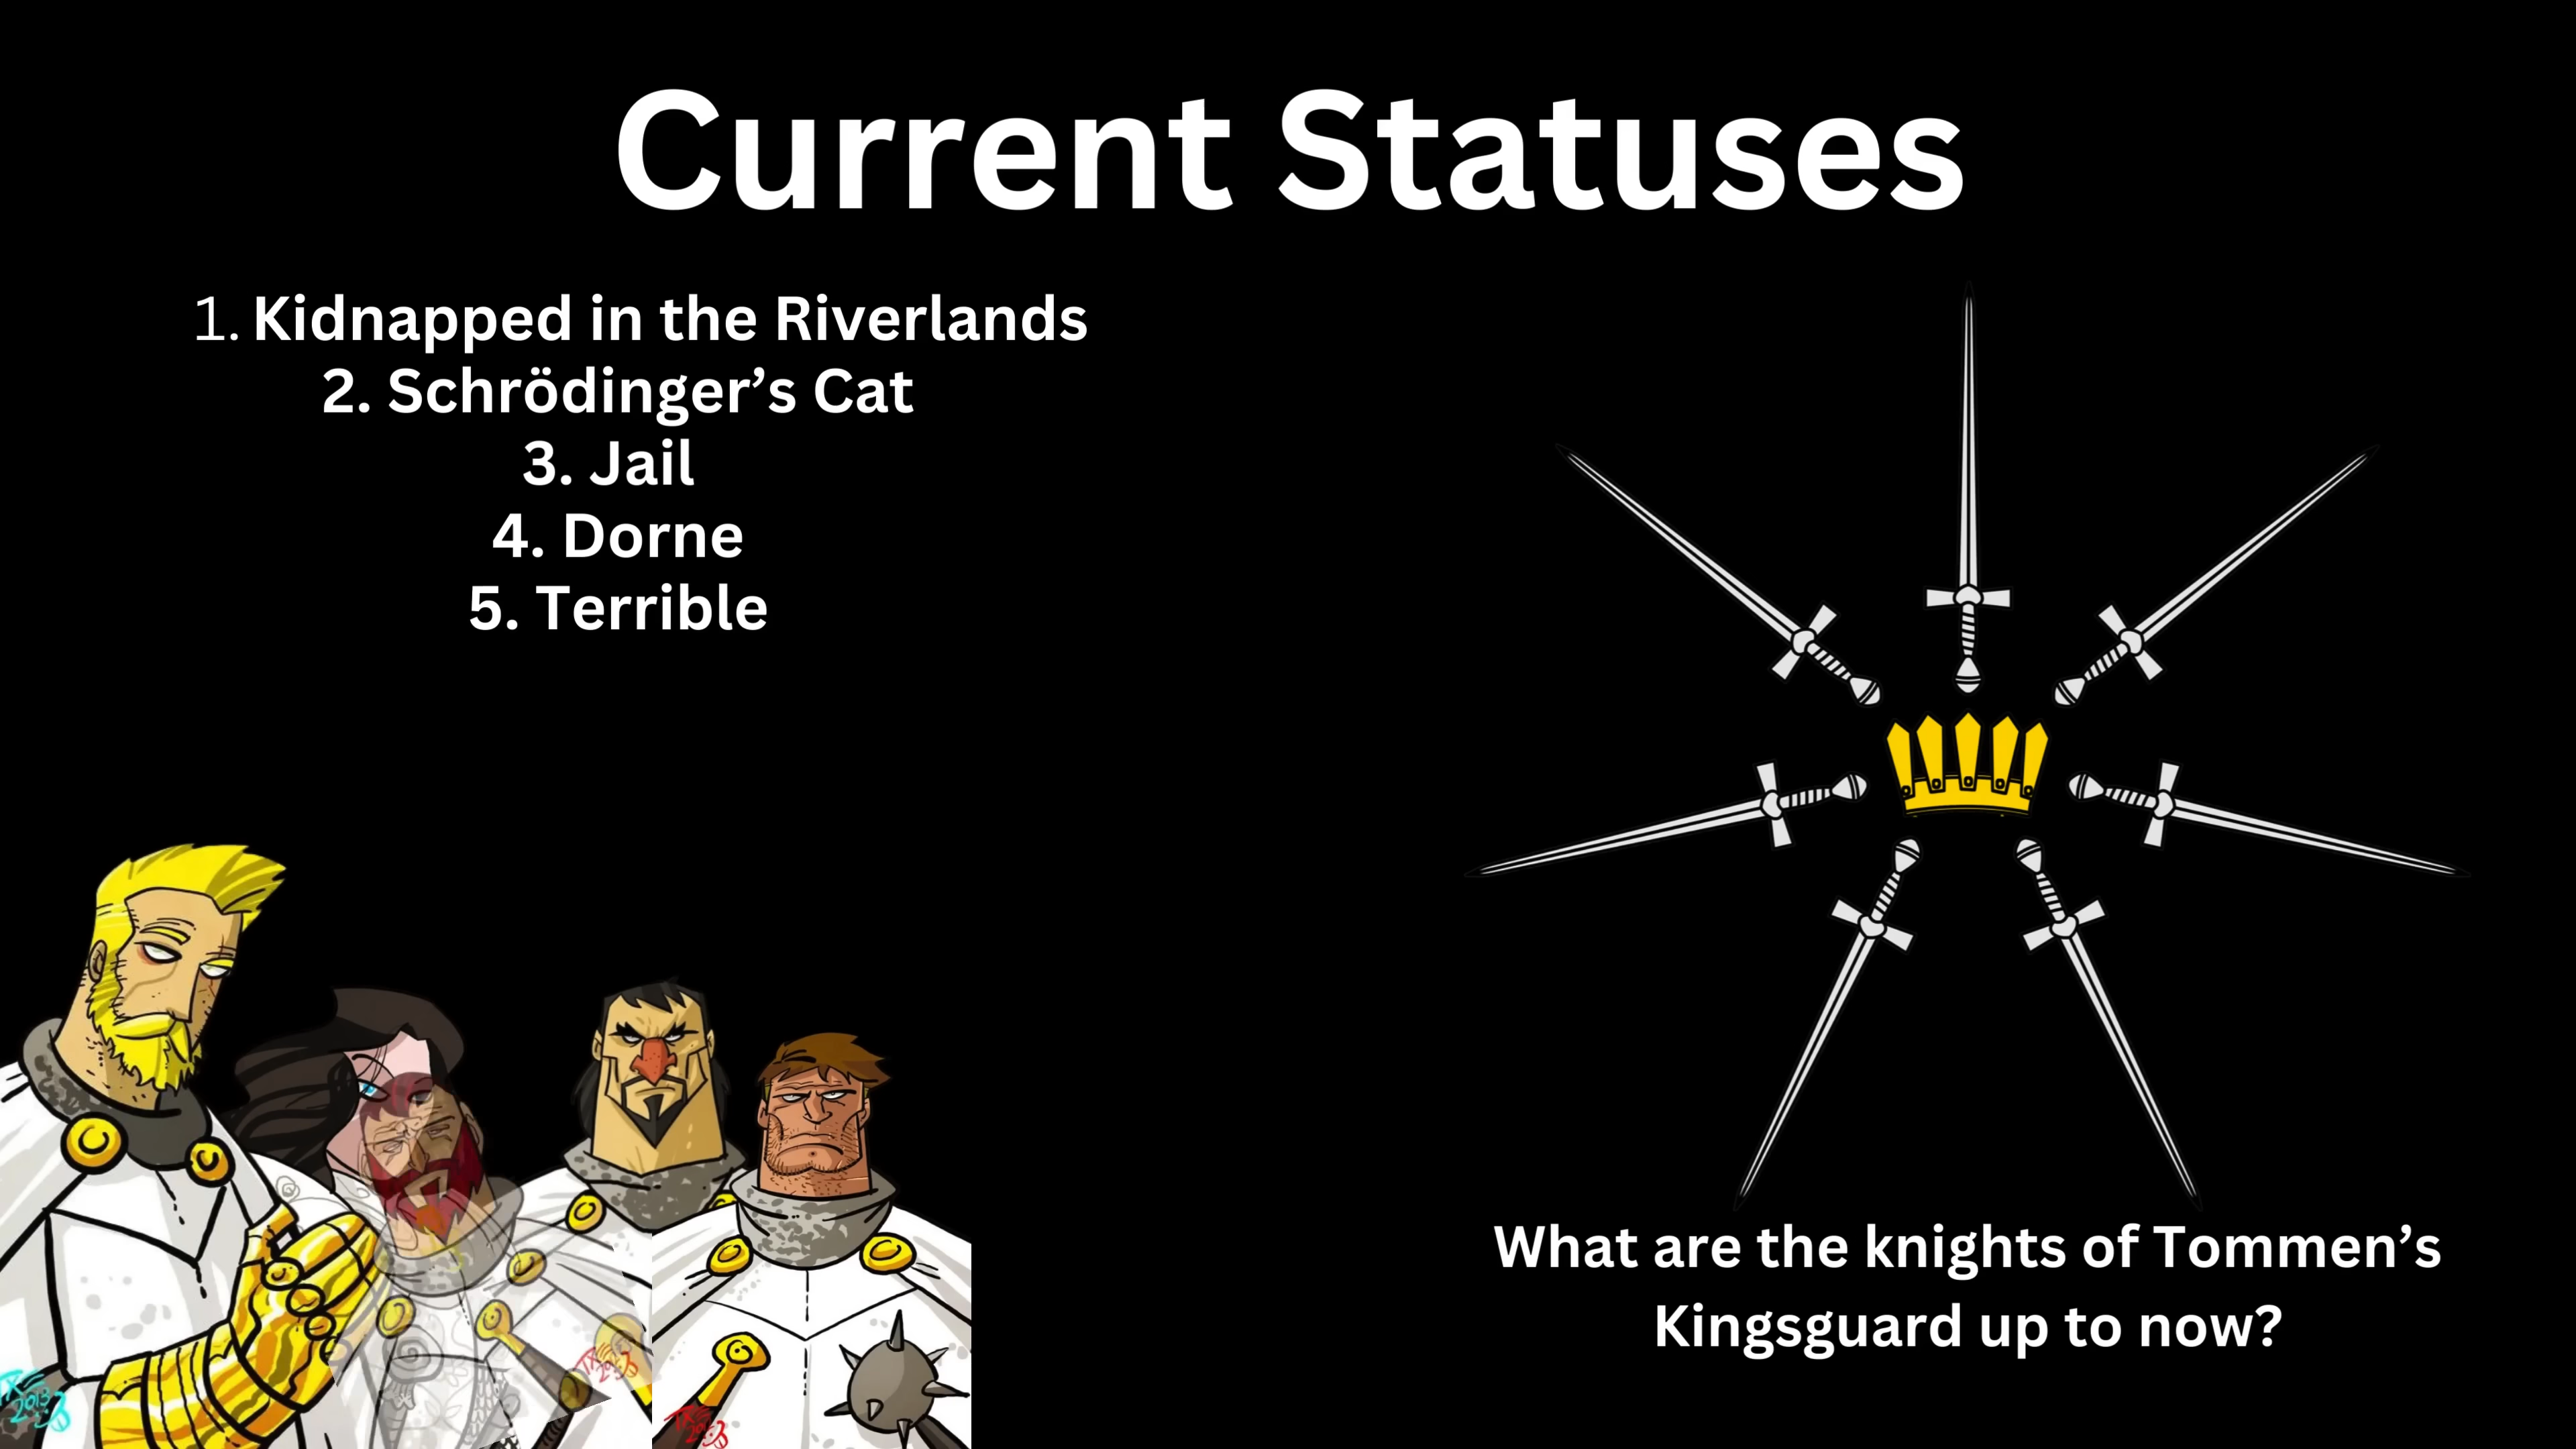 Current Statuses
1. Kidnapped in the Riverlands
2. Schrödinger’s Cat
3. Jail
4. Dorne
5. Terrible
What are the knights of Tommen’s
Kingsguard up to now?